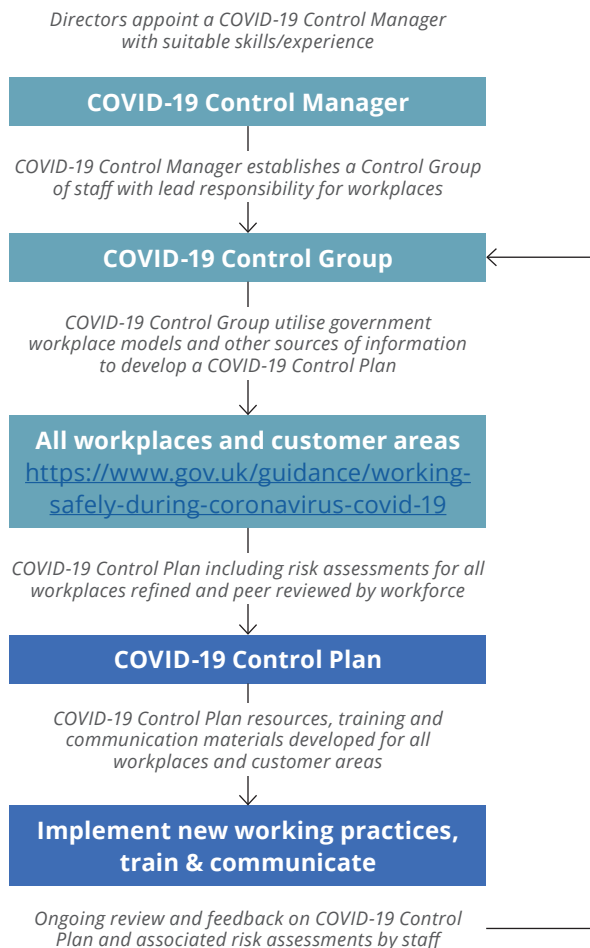 Directors appoint a COVID-19 Control Manager
with suitable skills/experience
COVID-19 Control Manager
COVID-19 Control Manager establishes a Control Group
of staff with lead responsibility for workplaces
COVID-19 Control Group
COVID-19 Control Group utilise government
workplace models and other sources of information
to develop a COVID-19 Control Plan
All workplaces and customer areas
https://www.gov.uk/guidance/working-
safely-during-coronavirus-covid-19
COVID-19 Control Plan including risk assessments for all
workplaces refined and peer reviewed by workforce
COVID-19 Control Plan
COVID-19 Control Plan resources, training and
communication materials developed for all
workplaces and customer areas
Implement new working practices,
train & communicate
Ongoing review and feedback on COVID-19 Control
Plan and associated risk assessments by staff